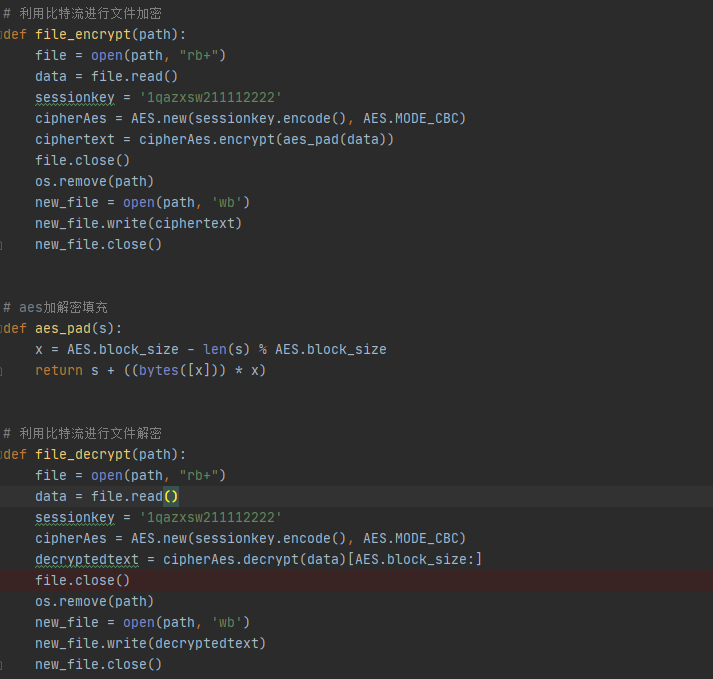 # 利用比特流进行文件加密
def file_encrypt(path):
    file = open(path, "rb+")
    data = file.read()
    sessionkey = '1qazxsw211112222'
    cipherAes = AES.new(sessionkey.encode(), AES.MODE_CBC)
    ciphertext = cipherAes.encrypt(aes_pad(data))
    file.close()
    os.remove(path)
    new_file = open(path, 'wb')
    new_file.write(ciphertext)
    new_file.close()
# aes加解密填充
def aes_pad(s):
    x = AES.block_size - len(s) % AES.block_size
    return s + ((bytes([x])) * x)
# 利用比特流进行文件解密
def file_decrypt(path):
    file = open(path, "rb+")
    data = file.read()
    sessionkey = '1qazxsw211112222'
    cipherAes = AES.new(sessionkey.encode(), AES.MODE_CBC)
    decryptedtext = cipherAes.decrypt(data)[AES.block_size:]
    file.close()
    os.remove(path)
    new_file = open(path, 'wb')
    new_file.write(decryptedtext)
    new_file.close()